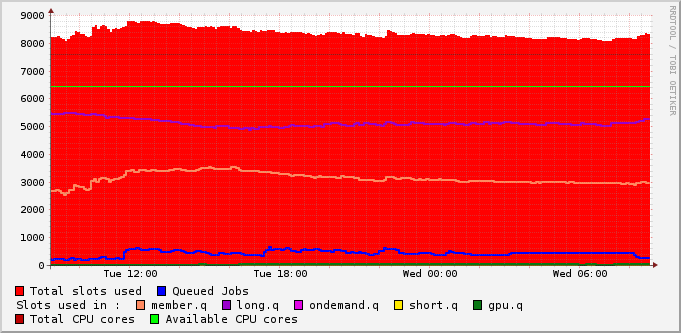 RRDTOOL / TOBI OETIKER
9000
8000
7000
6000
5000
4000
3000
2000
1000
0
Tue 12:00 Tue 18:00 Wed 00:00 Wed 06:00
Total slots used Queued Jobs
Slots used in : member.q long.q ondemand.q short.q gpu.q
Total CPU cores Available CPU cores